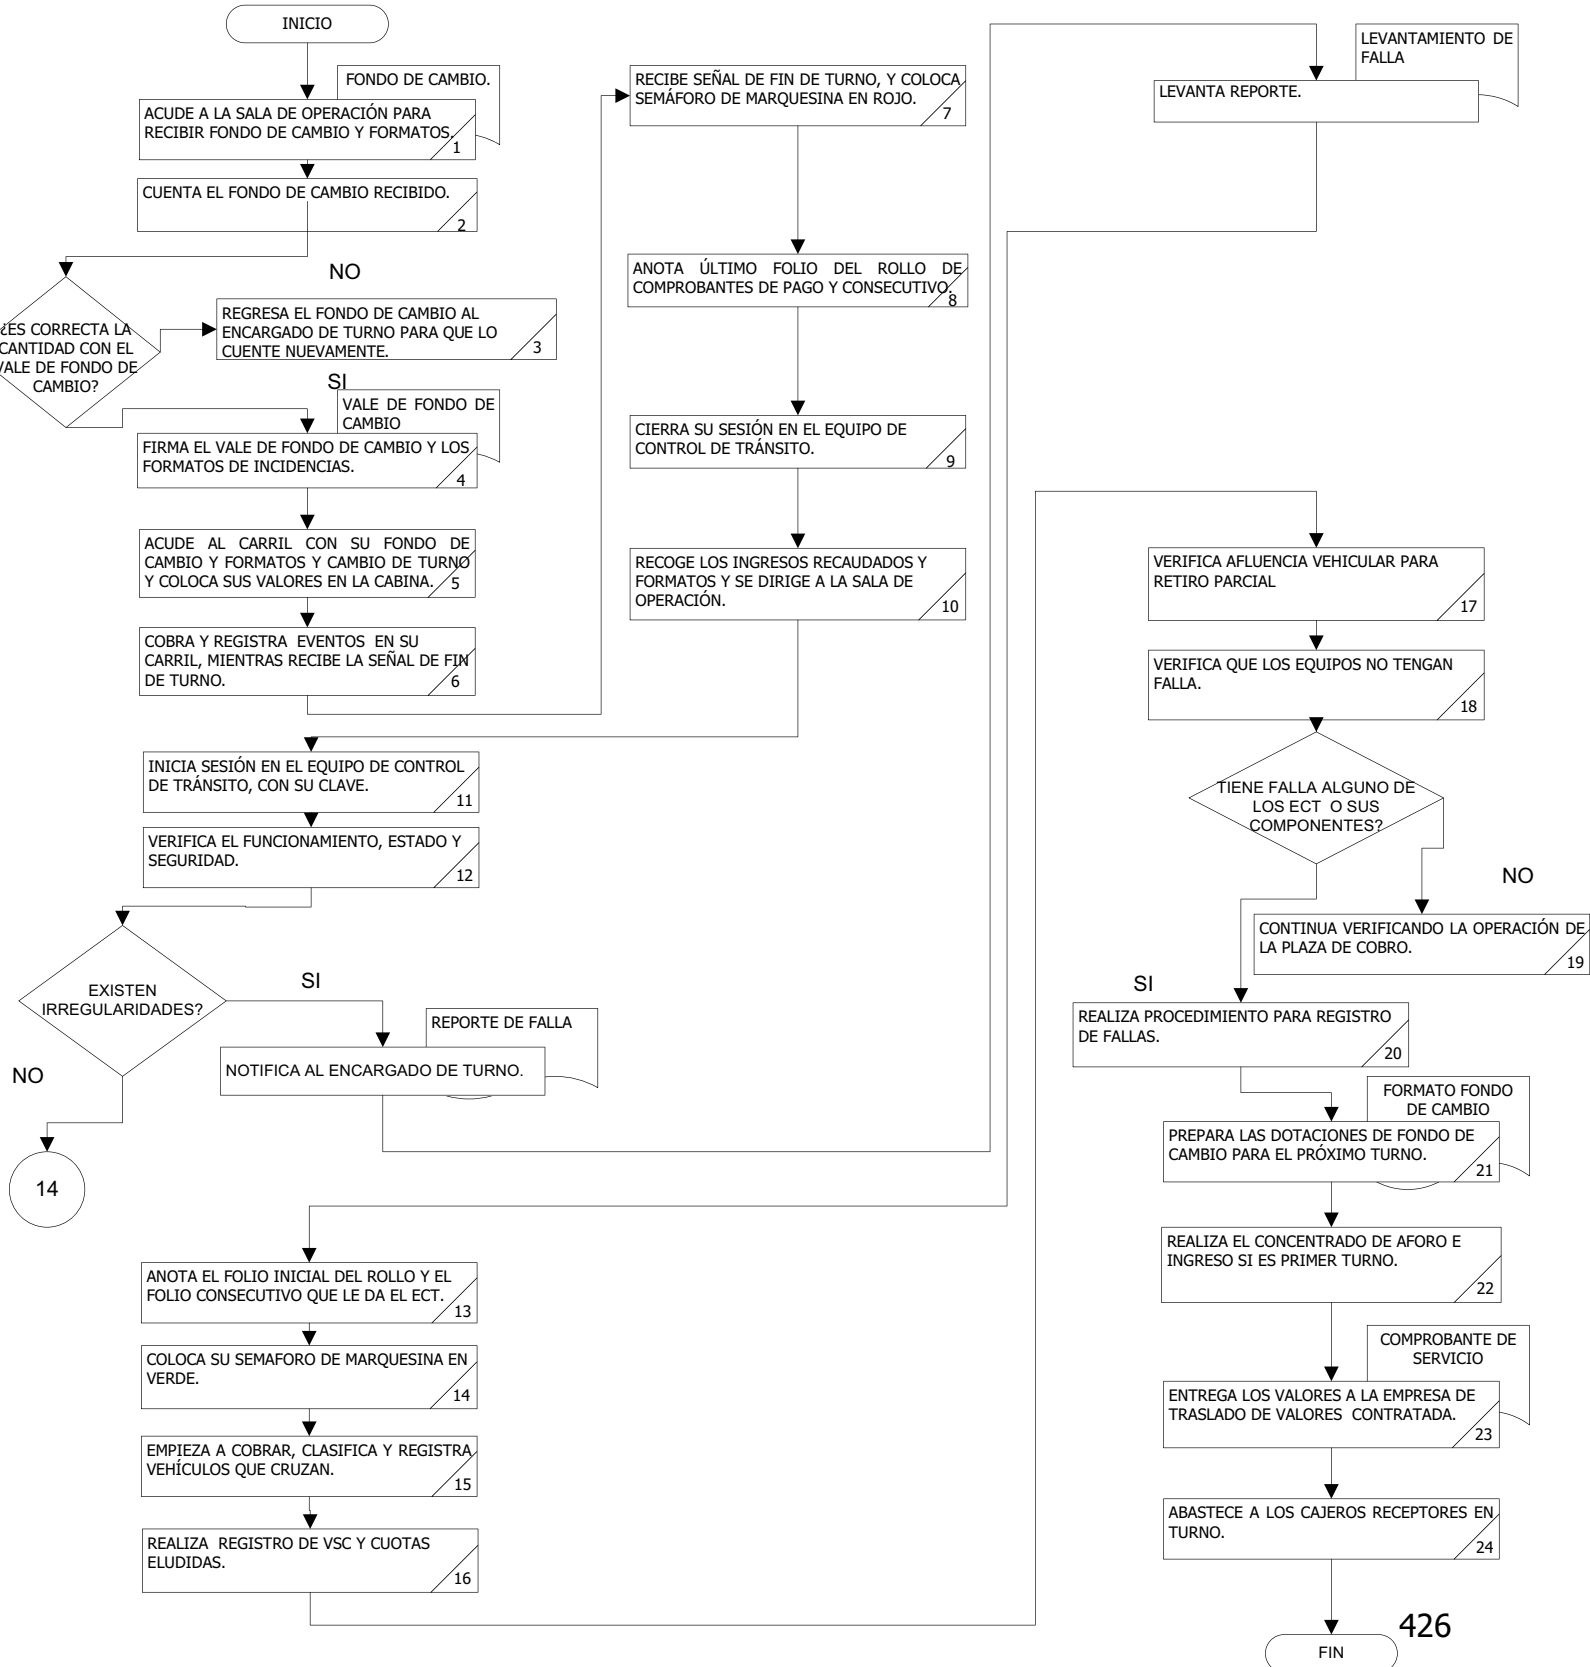 INICIO
FONDO DE CAMBIO.
ACUDE A LA SALA DE OPERACIÓN PARA
RECIBIR FONDO DE CAMBIO Y FORMATOS.
1
CUENTA EL FONDO DE CAMBIO RECIBIDO.
2
NO
¿ES CORRECTA LA
CANTIDAD CON EL
VALE DE FONDO DE
CAMBIO?
REGRESA EL FONDO DE CAMBIO AL
ENCARGADO DE TURNO PARA QUE LO
CUENTE NUEVAMENTE.
3
SI
VALE DE FONDO DE
CAMBIO
FIRMA EL VALE DE FONDO DE CAMBIO Y LOS
FORMATOS DE INCIDENCIAS.
4
ACUDE AL CARRIL CON SU FONDO DE
CAMBIO Y FORMATOS Y CAMBIO DE TURNO
Y COLOCA SUS VALORES EN LA CABINA.
5
COBRA Y REGISTRA EVENTOS EN SU
CARRIL, MIENTRAS RECIBE LA SEÑAL DE FIN
DE TURNO.
6
RECIBE SEÑAL DE FIN DE TURNO, Y COLOCA
SEMÁFORO DE MARQUESINA EN ROJO.
7
ANOTA ÚLTIMO FOLIO DEL ROLLO DE
COMPROBANTES DE PAGO Y CONSECUTIVO.
8
CIERRA SU SESIÓN EN EL EQUIPO DE
CONTROL DE TRÁNSITO.
9
RECOGE LOS INGRESOS RECAUDADOS Y
FORMATOS Y SE DIRIGE A LA SALA DE
OPERACIÓN.
10
INICIA SESIÓN EN EL EQUIPO DE CONTROL
DE TRÁNSITO, CON SU CLAVE.
11
VERIFICA EL FUNCIONAMIENTO, ESTADO Y
SEGURIDAD.
12
EXISTEN
IRREGULARIDADES?
SI
NO
14
REPORTE DE FALLA
NOTIFICA AL ENCARGADO DE TURNO.
LEVANTAMIENTO DE
FALLA
LEVANTA REPORTE.
ANOTA EL FOLIO INICIAL DEL ROLLO Y EL
FOLIO CONSECUTIVO QUE LE DA EL ECT.
13
COLOCA SU SEMAFORO DE MARQUESINA EN
VERDE.
14
EMPIEZA A COBRAR, CLASIFICA Y REGISTRA
VEHÍCULOS QUE CRUZAN.
15
REALIZA REGISTRO DE VSC Y CUOTAS
ELUDIDAS.
16
VERIFICA AFLUENCIA VEHICULAR PARA
RETIRO PARCIAL
17
VERIFICA QUE LOS EQUIPOS NO TENGAN
FALLA.
18
TIENE FALLA ALGUNO DE
LOS ECT O SUS
COMPONENTES?
NO
CONTINUA VERIFICANDO LA OPERACIÓN DE
LA PLAZA DE COBRO.
19
SI
REALIZA PROCEDIMIENTO PARA REGISTRO
DE FALLAS.
20
FORMATO FONDO
DE CAMBIO
PREPARA LAS DOTACIONES DE FONDO DE
CAMBIO PARA EL PRÓXIMO TURNO.
21
REALIZA EL CONCENTRADO DE AFORO E
INGRESO SI ES PRIMER TURNO.
22
COMPROBANTE DE
SERVICIO
ENTREGA LOS VALORES A LA EMPRESA DE
TRASLADO DE VALORES CONTRATADA.
23
ABASTECE A LOS CAJEROS RECEPTORES EN
TURNO.
24
426
FIN